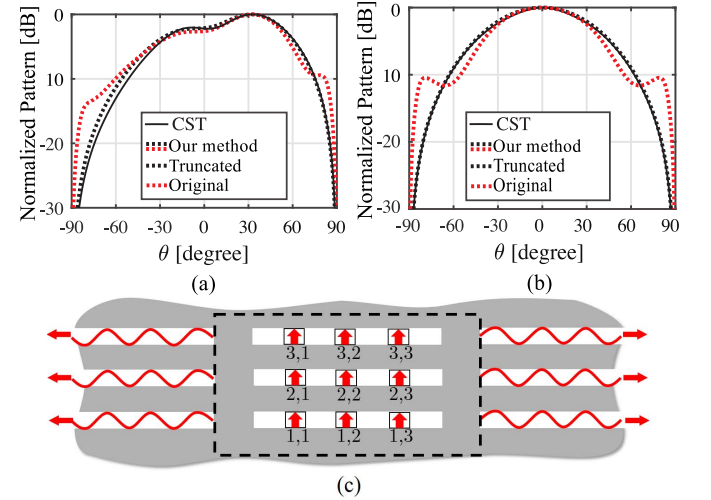 Normalized Pattern [dB]
0
10
-20
-30
CST
Our method
Truncated
Original
-90
-60
-30
0
30
60
90
θ [degree]
(a)
Normalized Pattern [dB]
0
10
-20
-30
CST
Our method
Truncated
Original
-90
-60
-30
0
30
60
90
θ [degree]
(b)
3,1 3,2 3,3
2,1 2,2 2,3
1,1 1,2 1,3
(c)